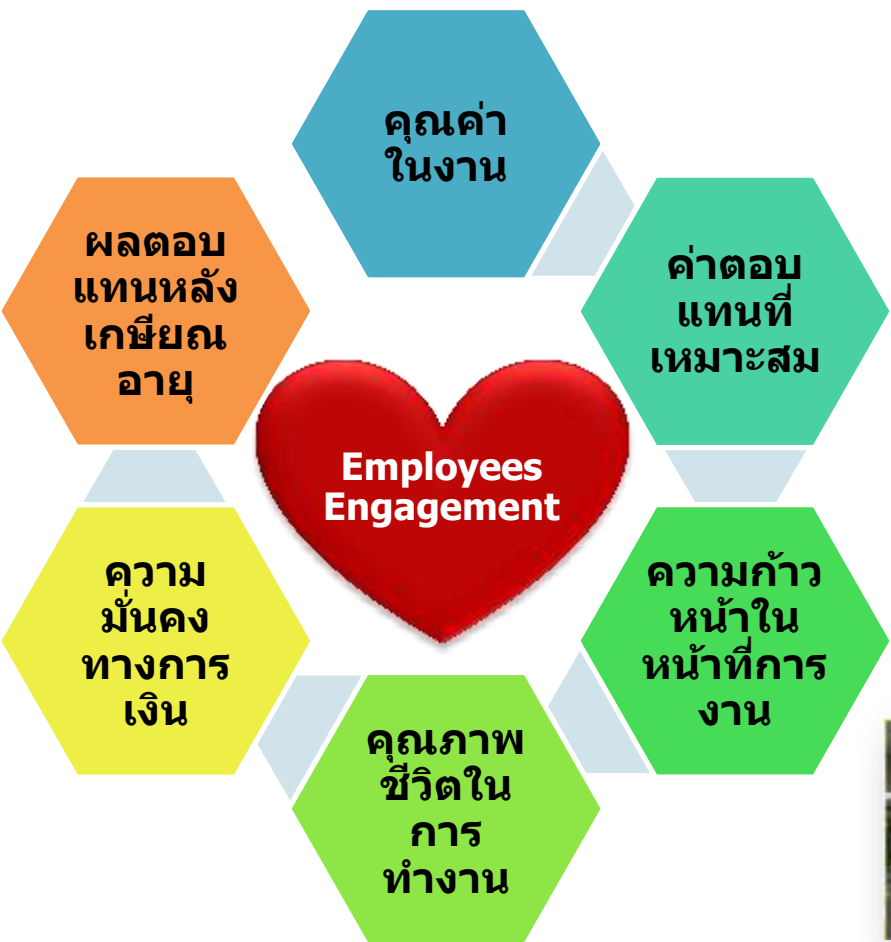 คุณค่า
ในงาน
ค่าตอบ
แทนที่
เหมาะสม
ความก้าว
หน้าใน
หน้าที่การ
งาน
คุณภาพ
ชีวิตใน
การ
ทำงาน
ความ
มั่นคง
ทางการ
เงิน
ผลตอบ
แทนหลัง
เกษียณ
อายุ
Employees
Engagement